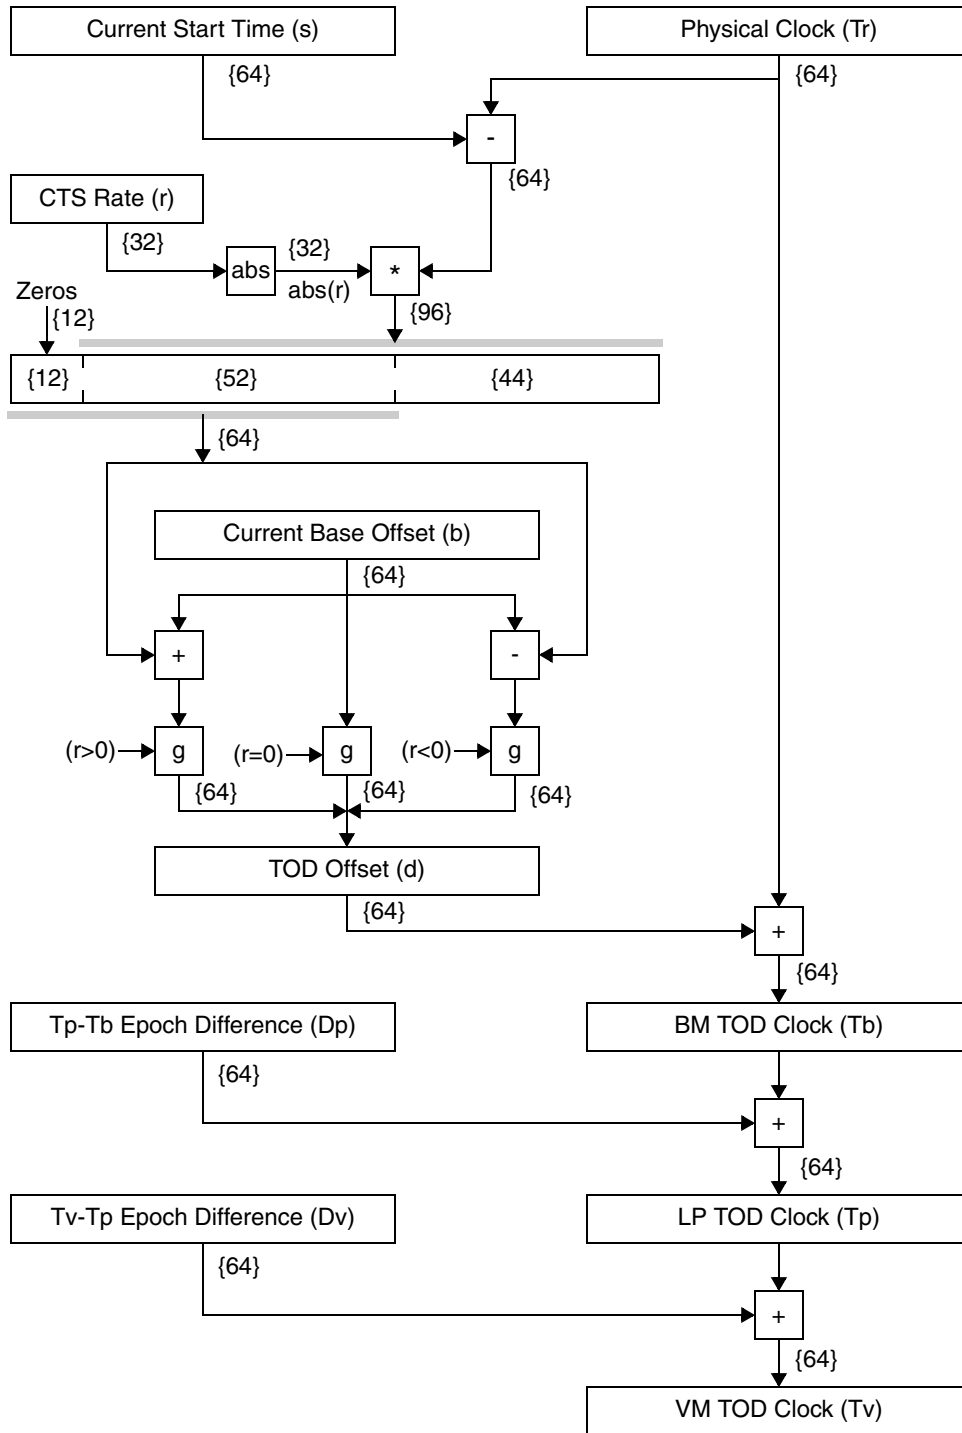 Current Start Time (s)
Physical Clock (Tr)
{64}
{64}
-
{64}
CTS Rate (r)
{32}
{32}
abs
abs(r)
*
Zeros
{12}
{96}
{12}
{52}
{44}
{64}
Current Base Offset (b)
{64}
+
-
(r>0)
g
(r=0)
g
(r<0)
g
{64}
{64}
{64}
TOD Offset (d)
{64}
+
{64}
Tp-Tb Epoch Difference (Dp)
BM TOD Clock (Tb)
{64}
+
{64}
Tv-Tp Epoch Difference (Dv)
LP TOD Clock (Tp)
{64}
+
{64}
VM TOD Clock (Tv)